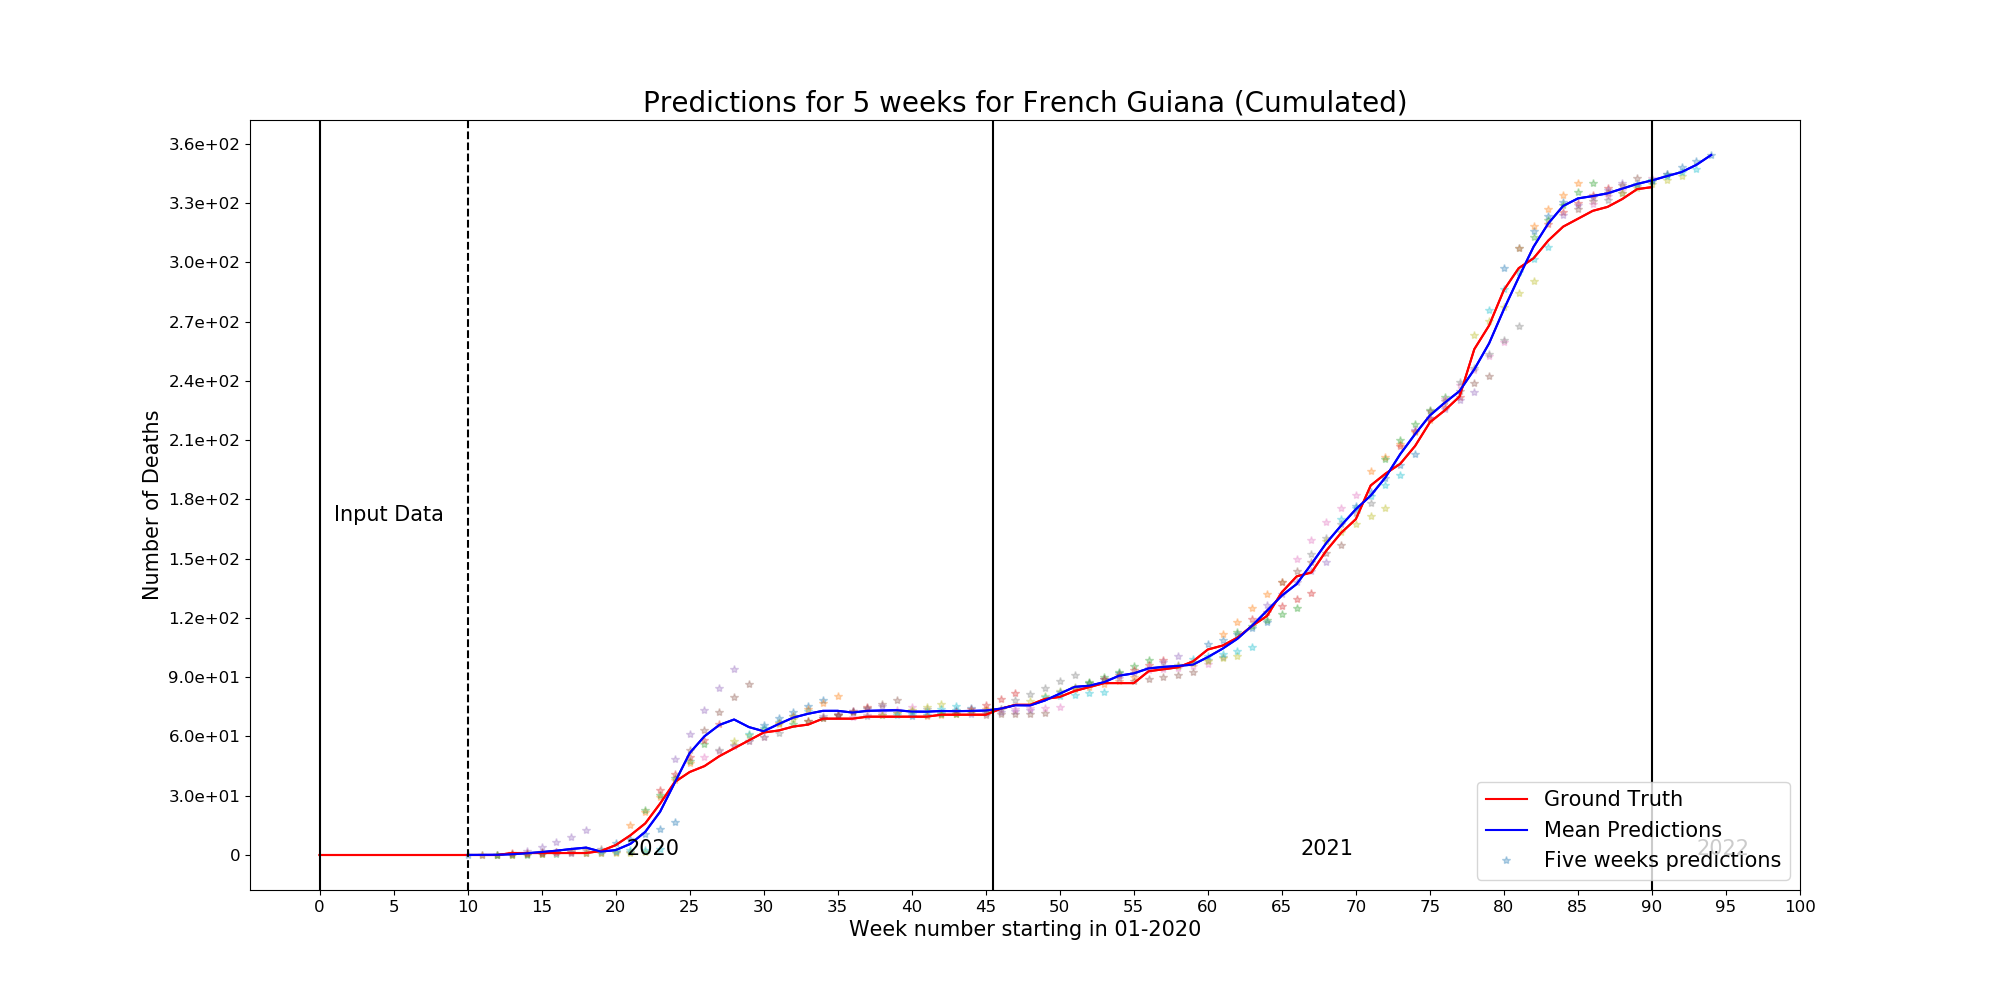 Predictions for 5 weeks for French Guiana (Cumulated)
3.6e+02
3.3e+02
3.0e+02
2.7e+02
2.4e+02
2.1e+02
1.8e+02
1.5e+02
1.2e+02
9.0e+01
6.0e+01
3.0e+01
0
Number of Deaths
Input Data
2020
2021
2022
Ground Truth
Mean Predictions
Five weeks predictions
0 5 10 15 20 25 30 35 40 45 50 55 60 65 70 75 80 85 90 95 100
Week number starting in 01-2020